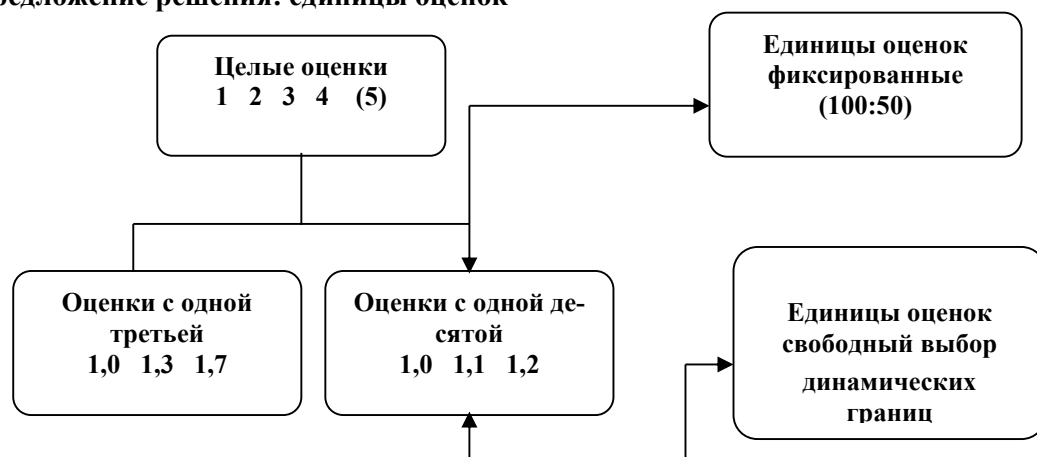 едложение решения: единицы оценок
Целые оценки
1 2 3 4 (5)
Единицы оценок
фиксированные
(100:50)
Оценки с одной
третьей
1,0 1,3 1,7
Оценки с одной де-
сятой
1,0 1,1 1,2
Единицы оценок
свободный выбор
динамических
границ